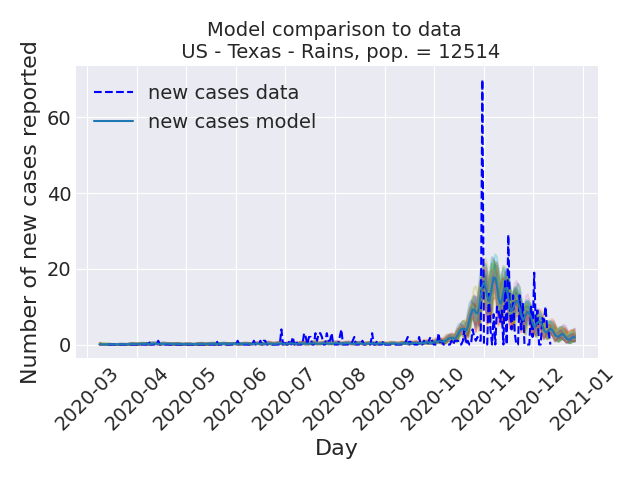 Model comparison to data
US - Texas - Rains, pop. = 12514
Number of new cases reported
60
40
20
0
new cases data
new cases model
2020-03
2020-04
2020-05
2020-06
2020-07
2020-08
2020-09
2020-10
2020-11
2020-12
2021-01
Day